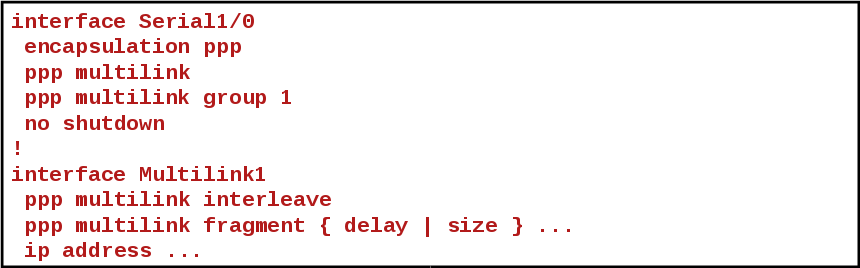 interface Serial1/0
 encapsulation ppp
 ppp multilink
 ppp multilink group 1
 no shutdown
!
interface Multilink1
 ppp multilink interleave
 ppp multilink fragment { delay | size } ...
 ip address ...